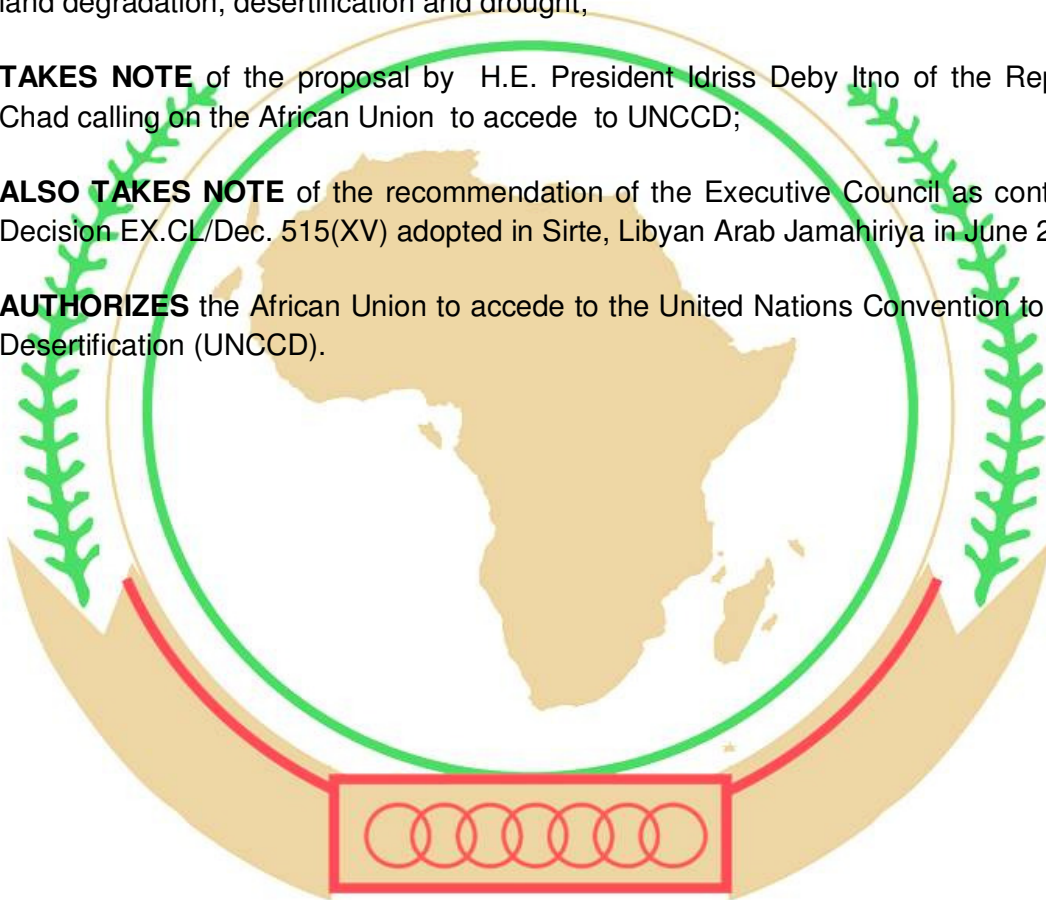 land degradation, desertification and drought;
TAKES NOTE of the proposal by H.E. President Idriss Deby Itno of the Rep
Chad calling on the African Union to accede to UNCCD;
ALSO TAKES NOTE of the recommendation of the Executive Council as cont
Decision EX.CL/Dec. 515(XV) adopted in Sirte, Libyan Arab Jamahiriya in June 2
AUTHORIZES the African Union to accede to the United Nations Convention to
Desertification (UNCCD).